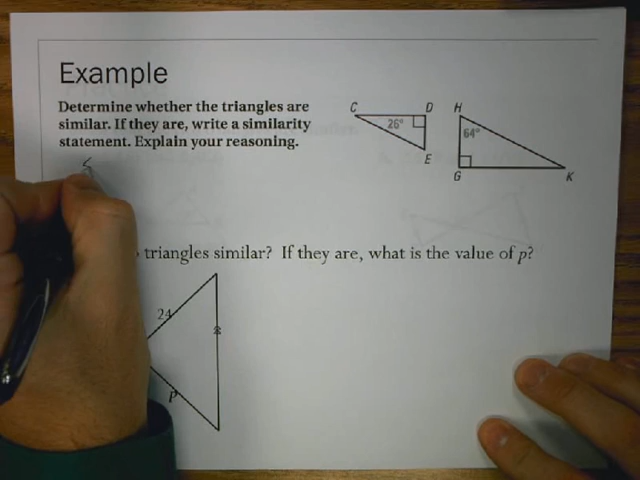 Example
Determine whether the triangles are
similar. If they are, write a similarity
statement. Explain your reasoning.
C D H
26° 64°
E
G K
triangles similar? If they are, what is the value of p?
24
p